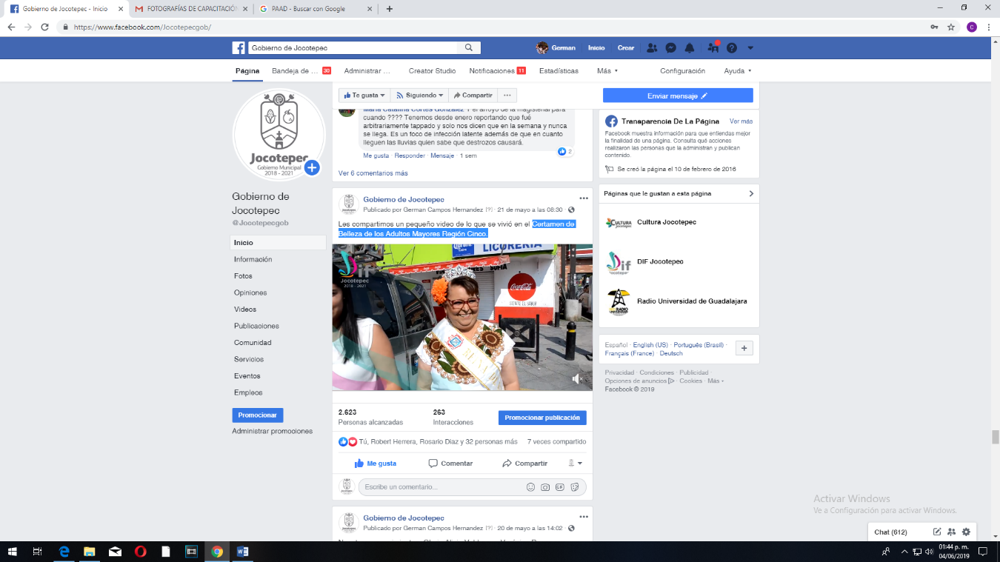 Gobierno de Jocotepec - Inicio
FOTOGRAFÍAS DE CAPACITACIÓN
PAAD - Buscar con Google
https://www.facebook.com/Jocotepecgob/
C
Gobierno de Jocotepec
German
Inicio
Crear
Página
Bandeja de ... 30
Administrar ...
Creator Studio
Notificaciones 11
Estadísticas
Más
Configuración
Ayuda
Te gusta
Siguiendo
Compartir
Enviar mensaje
Jocotepec
Gobierno Municipal
2018 - 2021
Gobierno de
Jocotepec
@Jocotepecgob
Inicio
Información
Fotos
Opiniones
Videos
Publicaciones
Comunidad
Servicios
Eventos
Empleos
Promocionar
Administrar promociones
María Catalina Cortés González Y el arroyo de la magisterial para
cuando ???? Tenemos desde enero reportando que fué
arbitrariamente tappado y solo nos dicen que en la semana y nunca
se llega. Es un foco de infección latente además de que en cuanto
lleguen las lluvias quien sabe que destrozos causará.
2
Me gusta · Responder · Mensaje · 1 sem
Ver 6 comentarios más
Gobierno de Jocotepec
Publicado por German Campos Hernandez [?] · 21 de mayo a las 08:30 ·
Les compartimos un pequeño video de lo que se vivió en el Certamen de
Belleza de los Adultos Mayores Región Cinco.
Dif
Jocotepec
2018 - 2021
LICORERIA
Coca-Cola
2.623
Personas alcanzadas
263
Interacciones
Promocionar publicación
Tú, Robert Herrera, Rosario Diaz y 32 personas más
7 veces compartido
Me gusta
Comentar
Compartir
Escribe un comentario...
GIF
Gobierno de Jocotepec
Publicado por German Campos Hernandez [?] · 20 de mayo a las 14:02 ·
Transparencia De La Página
Ver más
Facebook muestra información para que entiendas mejor
la finalidad de una página. Consulta qué acciones
realizaron las personas que la administran y publican
contenido.
Se creó la página el 10 de febrero de 2016
Páginas que le gustan a esta página
Cultura Jocotepec
DIF Jocotepec
Radio Universidad de Guadalajara
Español · English (US) · Português (Brasil) ·
Français (France) · Deutsch
Privacidad · Condiciones · Publicidad ·
Opciones de anuncios · Cookies · Más
Facebook © 2019
Activar Windows
Ve a Configuración para activar Windows.
Chat (612)
01:44 p. m.
04/06/2019